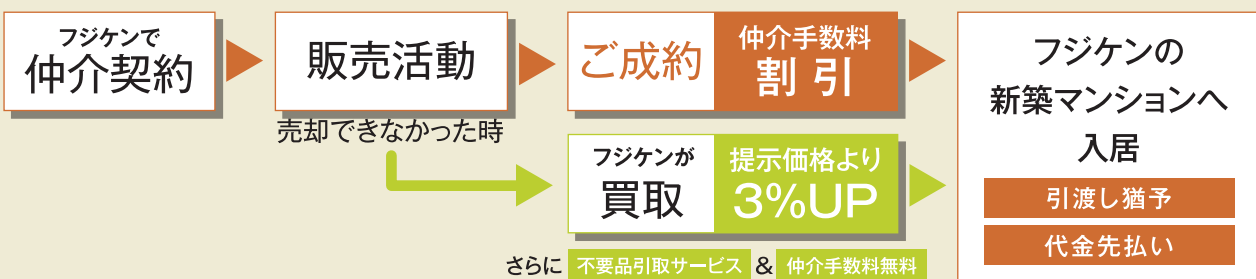 フジケンで
仲介契約
販売活動
ご成約
仲介手数料
割引
売却できなかった時
フジケンが
買取
提示価格より
3%UP
さらに 不要品引取サービス & 仲介手数料無料
フジケンの
新築マンションへ
入居
引渡し猶予
代金先払い